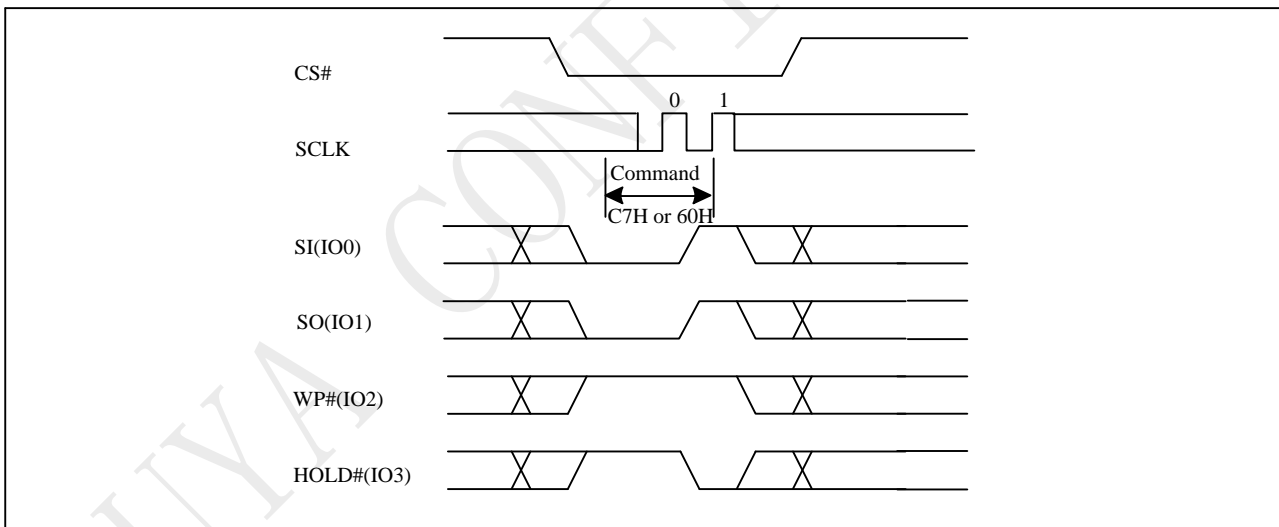 CS#
0 1
SCLK
Command
C7H or 60H
SI(IO0)
SO(IO1)
WP#(IO2)
HOLD#(IO3)